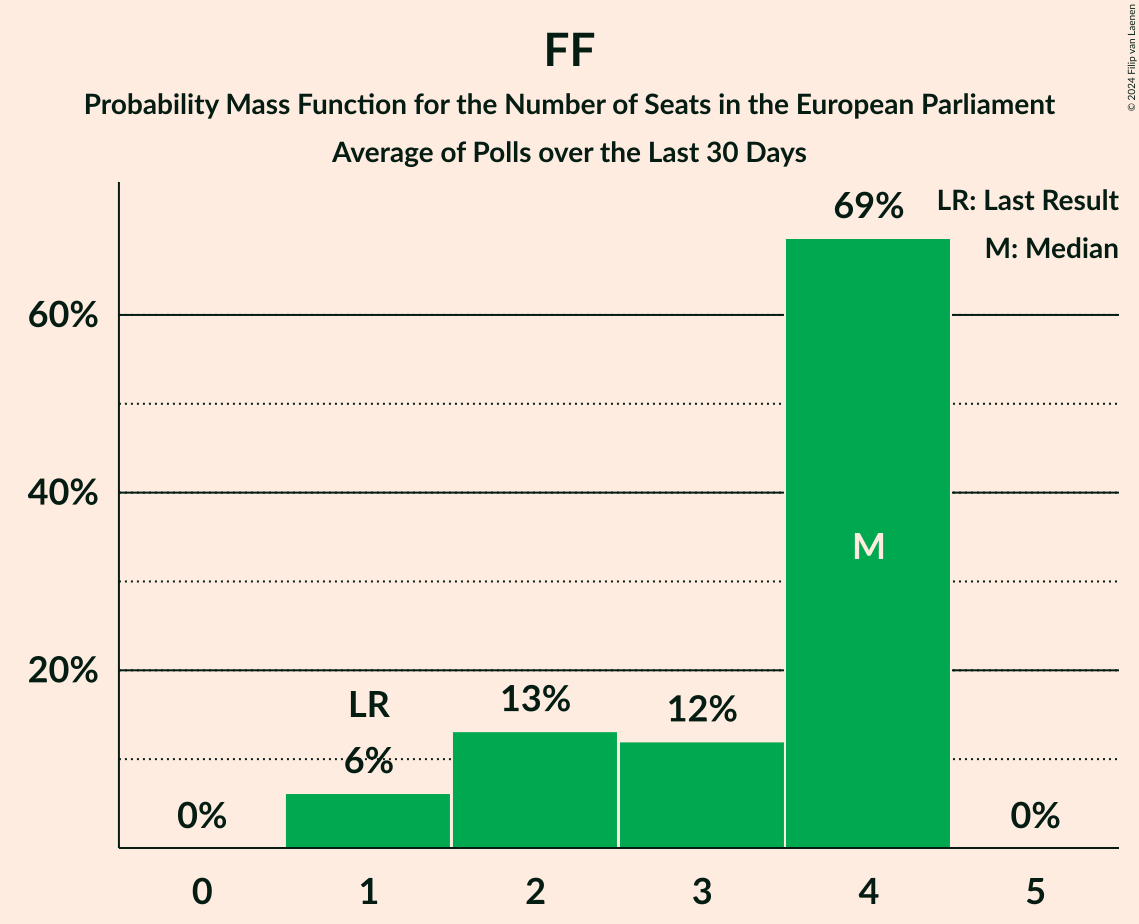 FF
Probability Mass Function for the Number of Seats in the European Parliament
Average of Polls over the Last 30 Days
© 2024 Filip van Laenen
LR: Last Result
M: Median
69%
60%
40%
M
20%
LR
13%
12%
6%
0%
0%
0 1 2 3 4 5